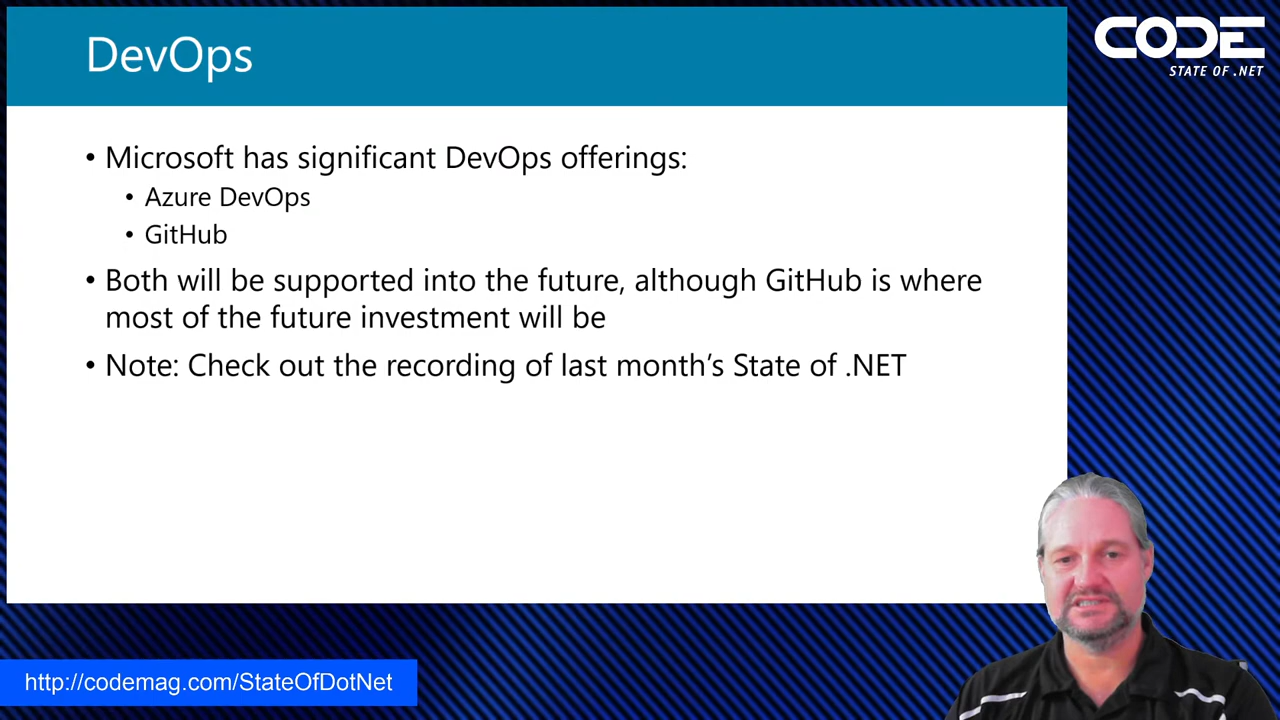 DevOps
CODE
STATE OF .NET
• Microsoft has significant DevOps offerings:
• Azure DevOps
• GitHub
• Both will be supported into the future, although GitHub is where
most of the future investment will be
• Note: Check out the recording of last month's State of .NET
http://codemag.com/StateOfDotNet